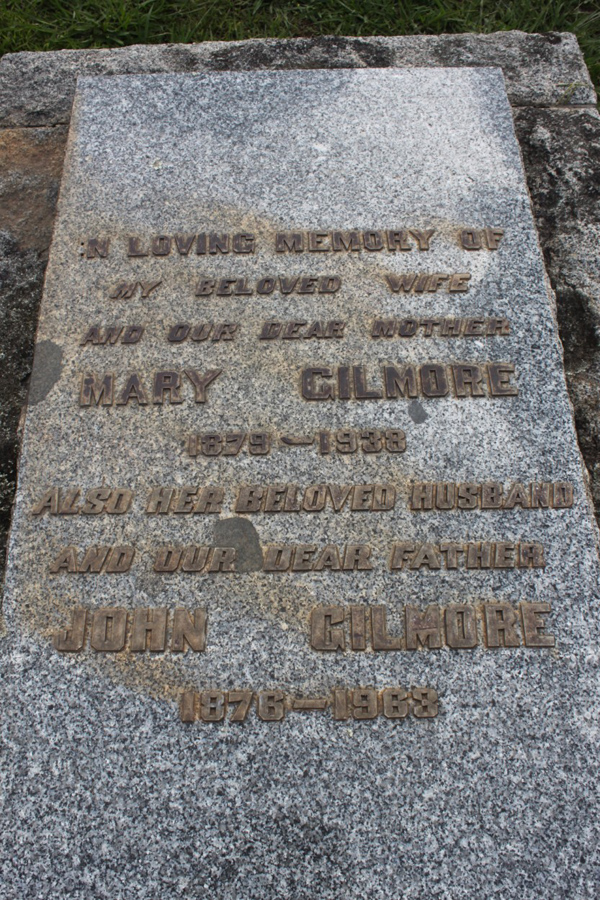 IN LOVING MEMORY OF
MY BELOVED WIFE
AND OUR DEAR MOTHER
MARY GILMORE
1879—1938
ALSO HER BELOVED HUSBAND
AND OUR DEAR FATHER
JOHN GILMORE
1876—1963